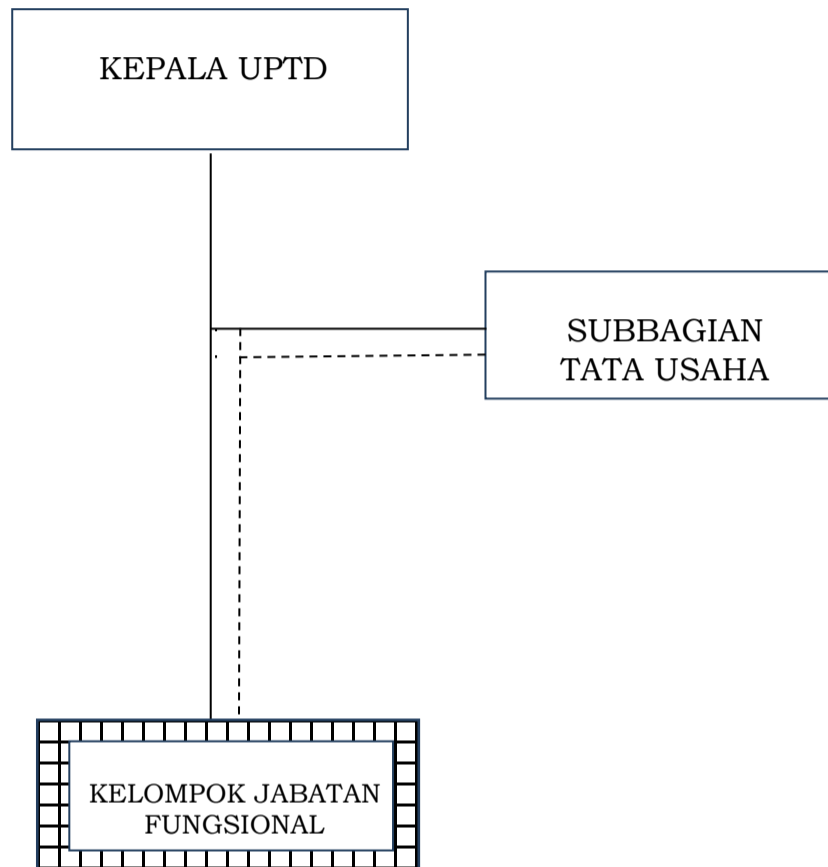 KEPALA UPTD
SUBBAGIAN
TATA USAHA
KELOMPOK JABATAN
FUNGSIONAL